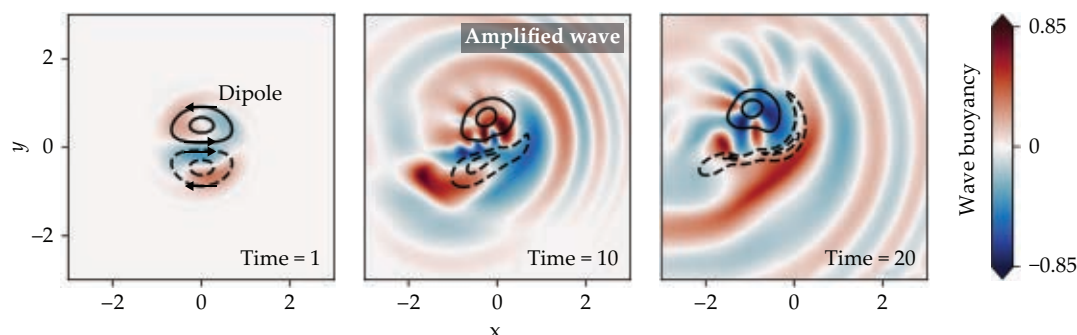 Amplified wave
Dipole
Time = 1
Time = 10
Time = 20
2
0
−2
y
−2
0
2
−2
0
2
−2
0
2
x
Wave buoyancy
0.85
0
−0.85